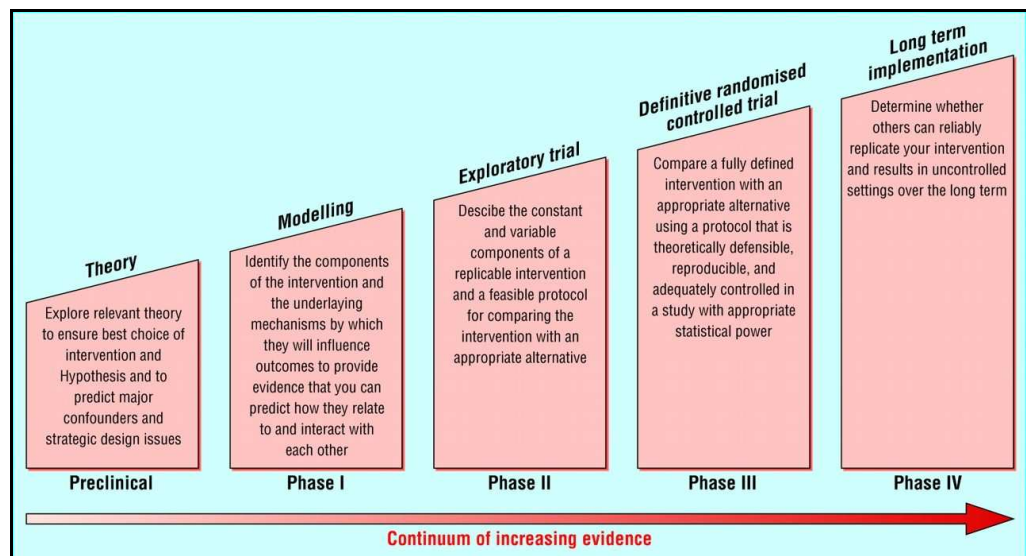 Theory
Explore relevant theory
to ensure best choice of
intervention and
Hypothesis and to
predict major
confounders and
strategic design issues
Preclinical
Modelling
Identify the components
of the intervention and
the underlaying
mechanisms by which
they will influence
outcomes to provide
evidence that you can
predict how they relate
to and interact with
each other
Phase I
Exploratory trial
Descibe the constant
and variable
components of a
replicable intervention
and a feasible protocol
for comparing the
intervention with an
appropriate alternative
Phase II
Definitive randomised
controlled trial
Compare a fully defined
intervention with an
appropriate alternative
using a protocol that is
theoretically defensible,
reproducible, and
adequately controlled in
a study with appropriate
statistical power
Phase III
Long term
implementation
Determine whether
others can reliably
replicate your intervention
and results in uncontrolled
settings over the long term
Phase IV
Continuum of increasing evidence